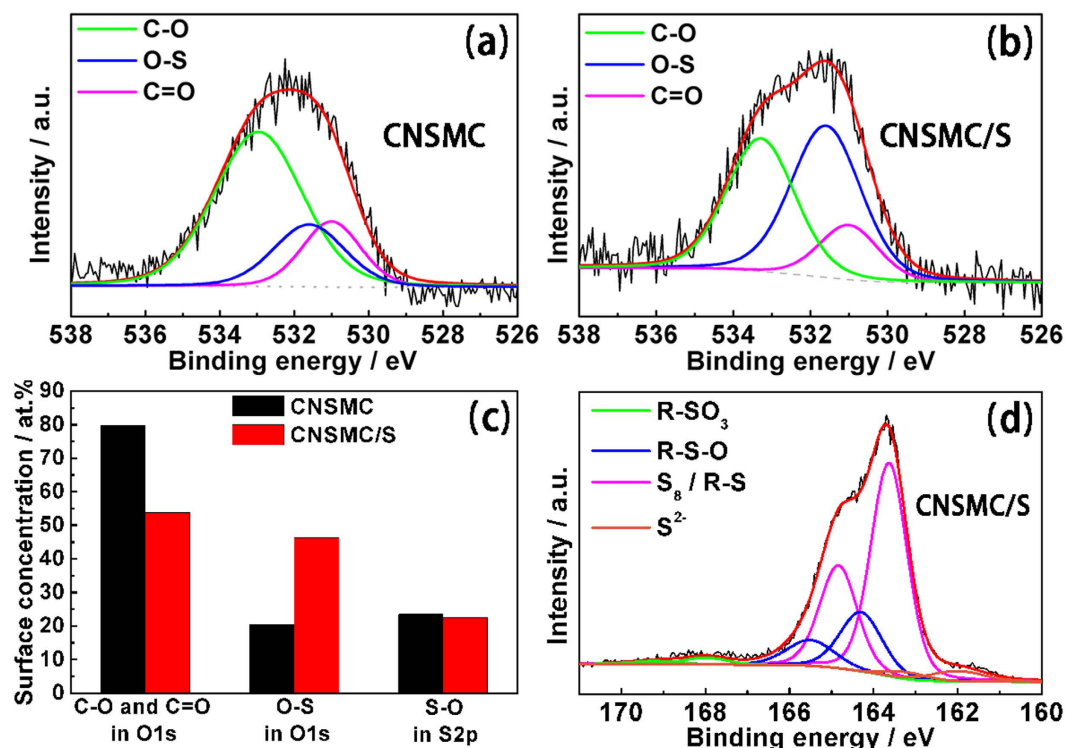 C-O
O-S
C=O
(a)
CNSMC
Intensity / a.u.
538 536 534 532 530 528 526
Binding energy / eV
C-O
O-S
C=O
(b)
CNSMC/S
Intensity / a.u.
538 536 534 532 530 528 526
Binding energy / eV
CNSMC
CNSMC/S
(c)
Surface concentration / at.%
90
80
70
60
50
40
30
20
10
0
C-O and C=O
in O1s
O-S
in O1s
S-O
in S2p
R-SO₃
R-S-O
S₈ / R-S
S²⁻
(d)
CNSMC/S
Intensity / a.u.
170 168 166 164 162 160
Binding energy / eV